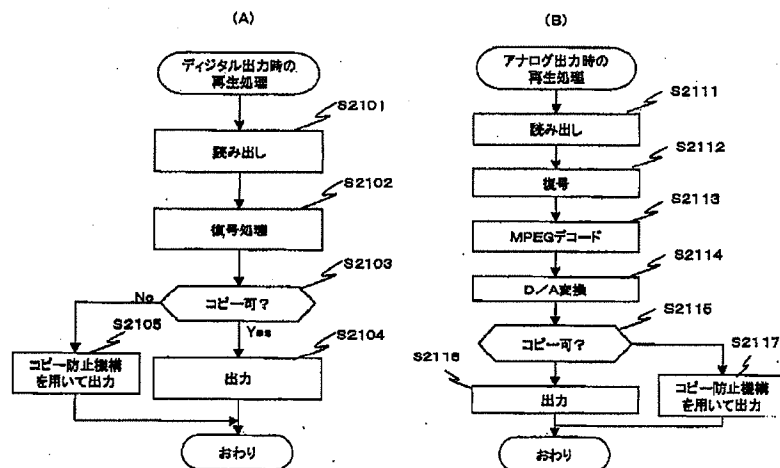 (A)
ディジタル出力時の
再生処理
S2101
読み出し
S2102
復号処理
S2103
コピー可?
No
Yes
S2105
コピー防止機構
を用いて出力
S2104
出力
おわり
(B)
アナログ出力時の
再生処理
S2111
読み出し
S2112
復号
S2113
MPEGデコード
S2114
D/A変換
S2115
コピー可?
S2116
出力
S2117
コピー防止機構
を用いて出力
おわり